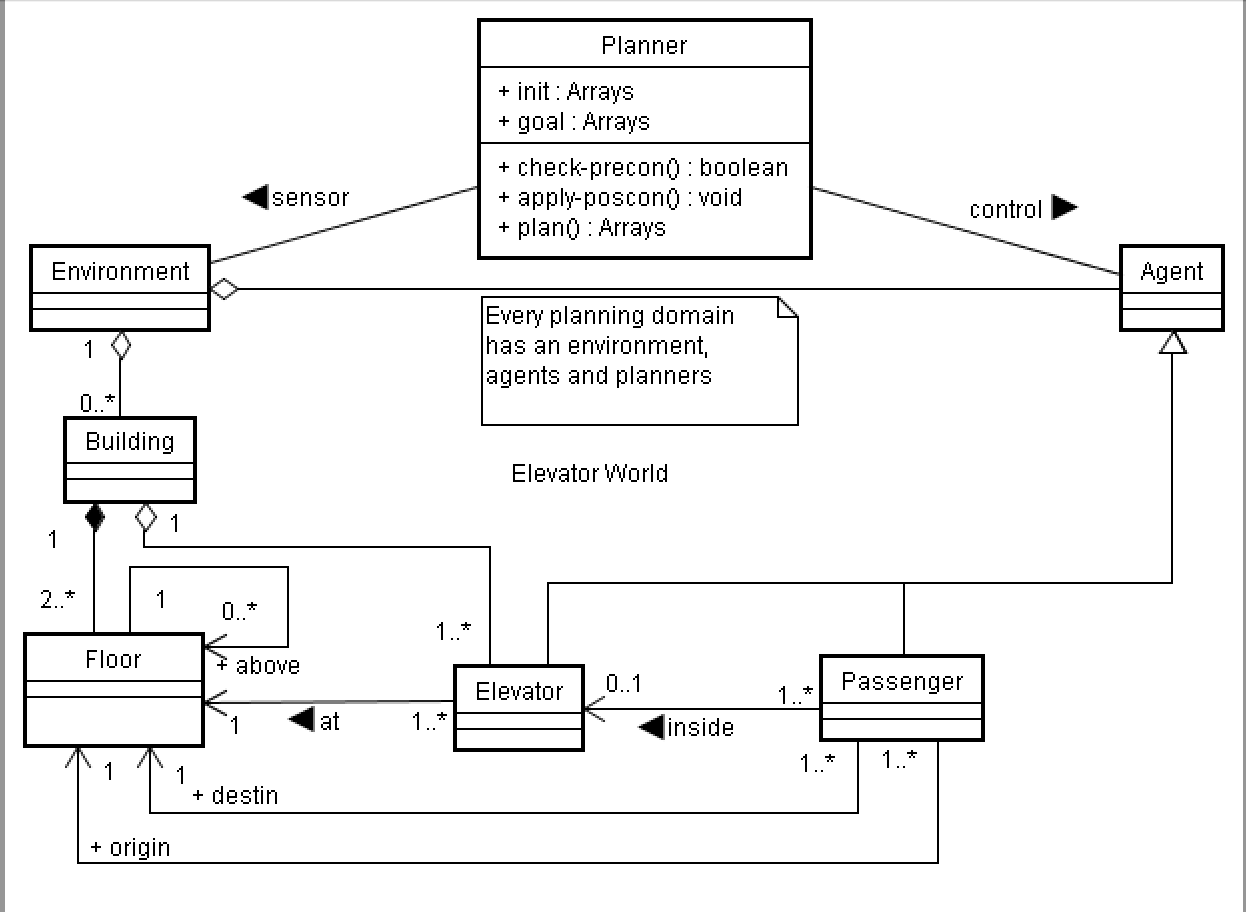 Planner
+ init : Arrays
+ goal : Arrays
+ check-precon() : boolean
+ apply-poscon() : void
+ plan() : Arrays
sensor
control
Environment
Agent
Every planning domain
has an environment,
agents and planners
1
0..*
Building
Elevator World
1
1
2..*
1
0..*
1..*
Floor
+ above
Elevator
0..1
1..*
Passenger
1
at
1..*
inside
1
1
1..*
1..*
+ destin
+ origin